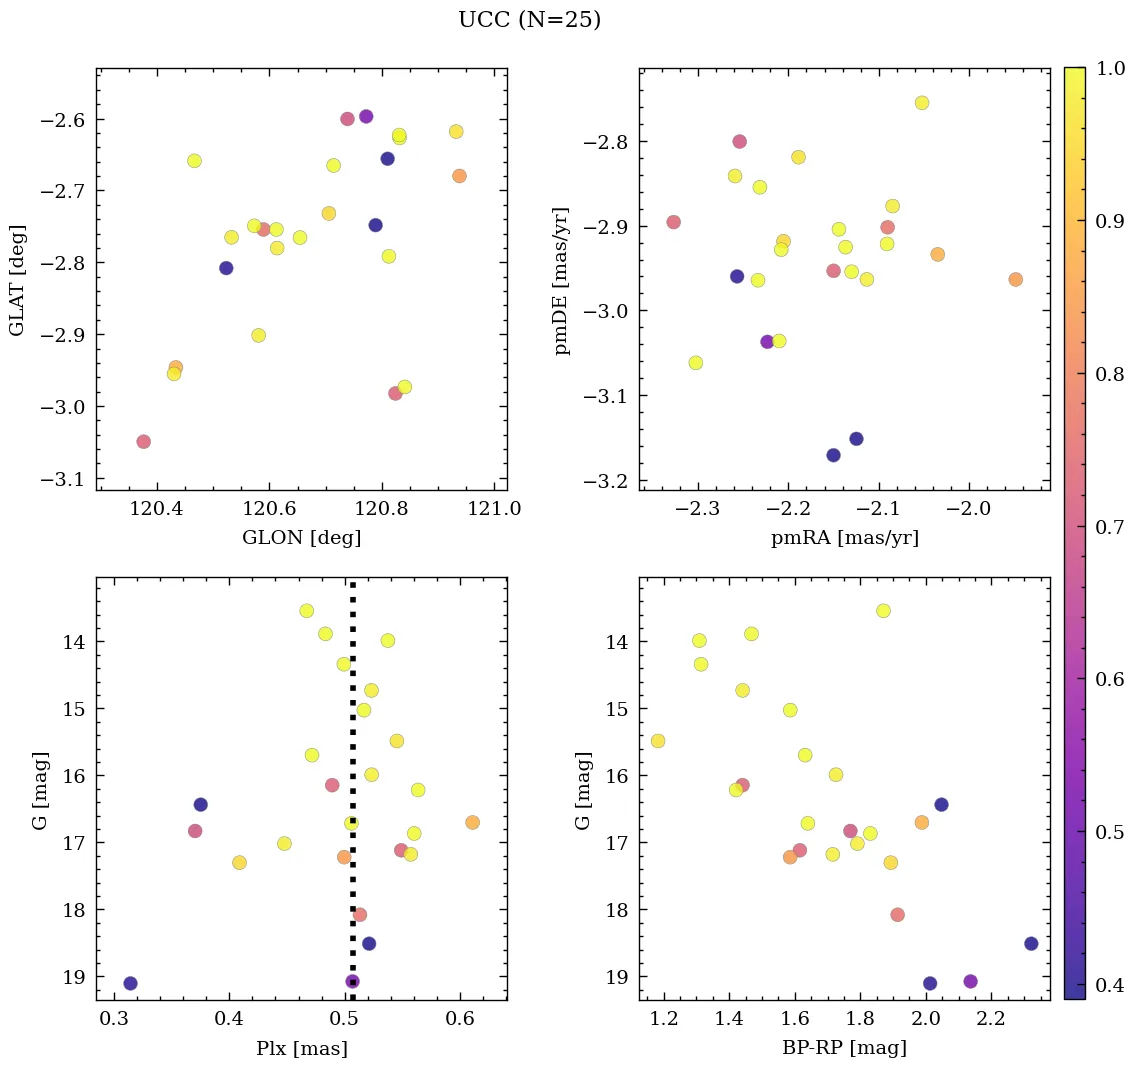 UCC (N=25)
GLAT [deg]
−2.6
−2.7
−2.8
−2.9
−3.0
−3.1
120.4 120.6 120.8 121.0
GLON [deg]
pmDE [mas/yr]
−2.8
−2.9
−3.0
−3.1
−3.2
−2.3 −2.2 −2.1 −2.0
pmRA [mas/yr]
G [mag]
14
15
16
17
18
19
0.3 0.4 0.5 0.6
Plx [mas]
G [mag]
14
15
16
17
18
19
1.2 1.4 1.6 1.8 2.0 2.2
BP-RP [mag]
1.0
0.9
0.8
0.7
0.6
0.5
0.4